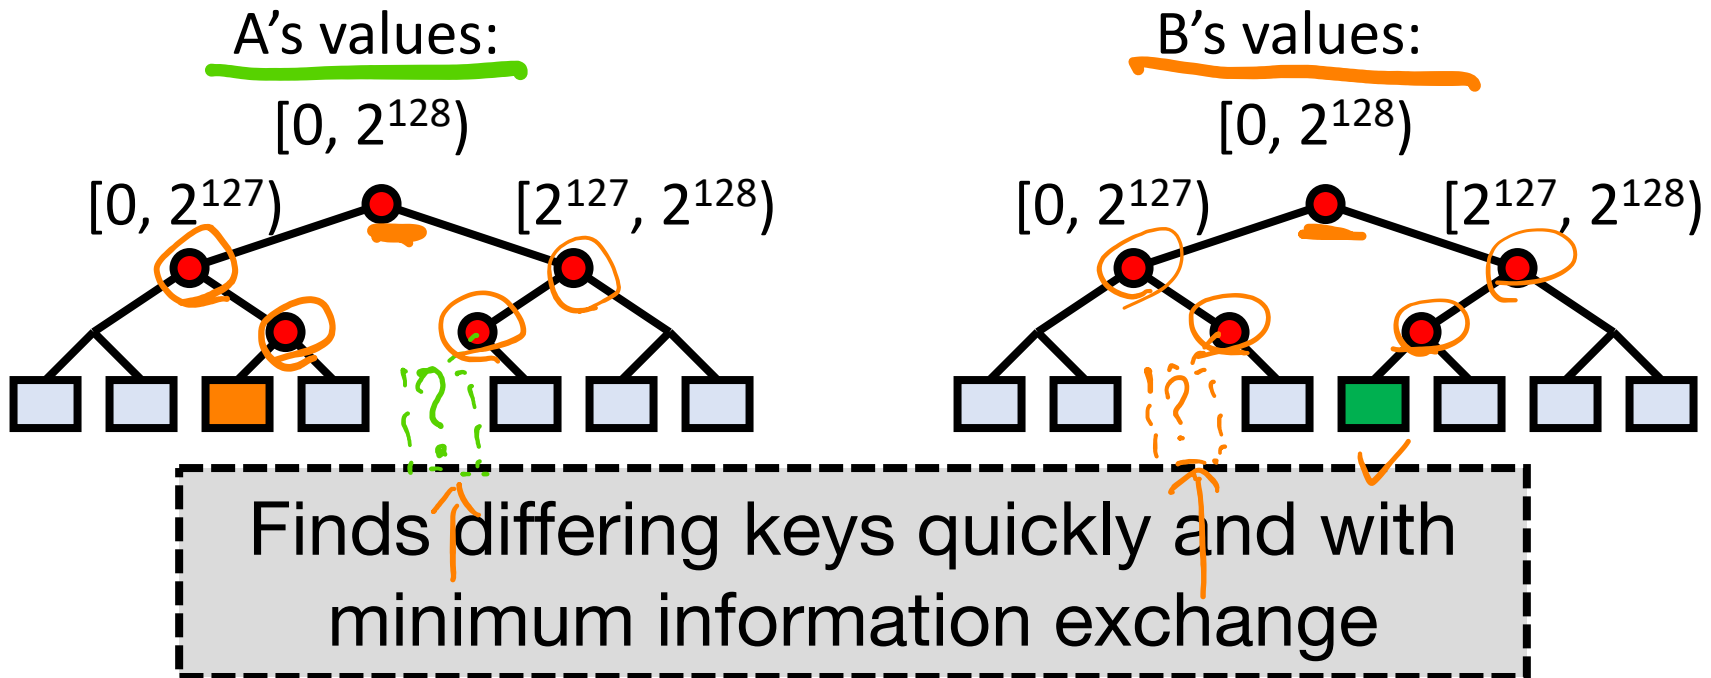 A’s values:
B’s values:
[0, 2¹²⁸)
[0, 2¹²⁸)
[0, 2¹²⁷)
[2¹²⁷, 2¹²⁸)
[0, 2¹²⁷)
[2¹²⁷, 2¹²⁸)
?
?
Finds differing keys quickly and with
minimum information exchange